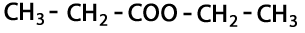 CH₃ - CH₂ - COO - CH₂ - CH₃